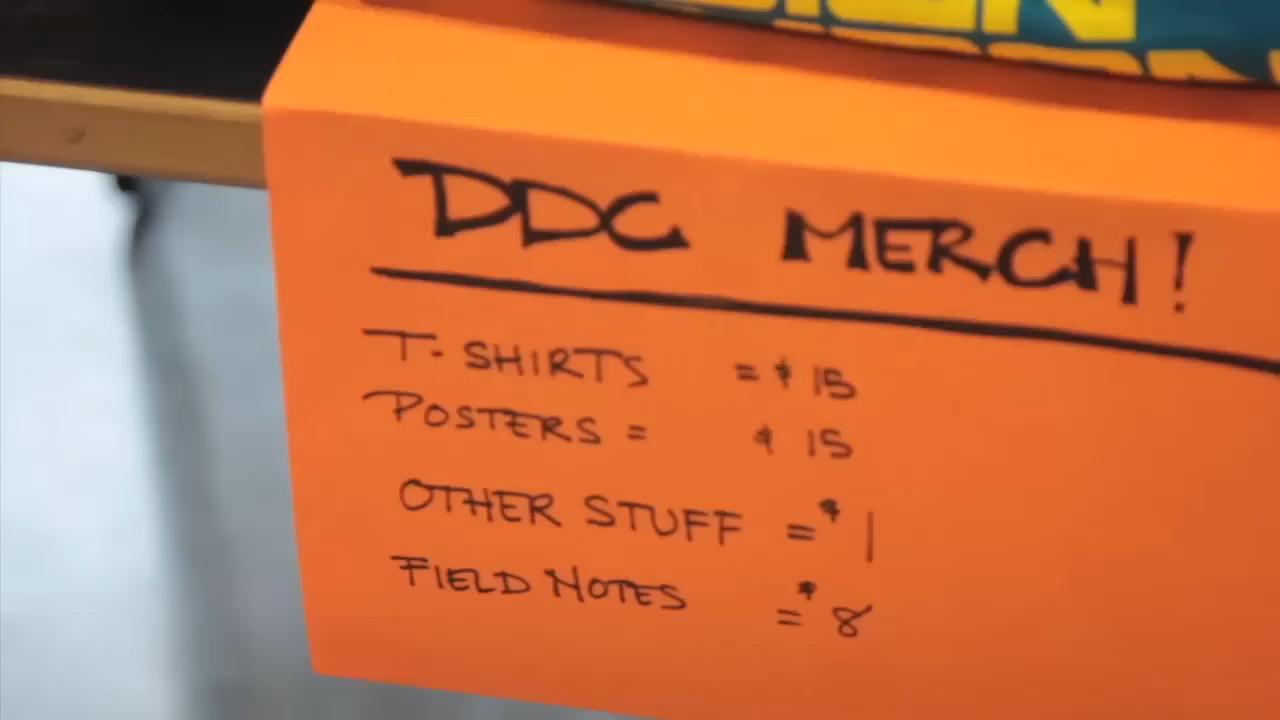 DDC MERCH!
T-SHIRTS = $15
POSTERS = $15
OTHER STUFF = $1
FIELD NOTES = $8